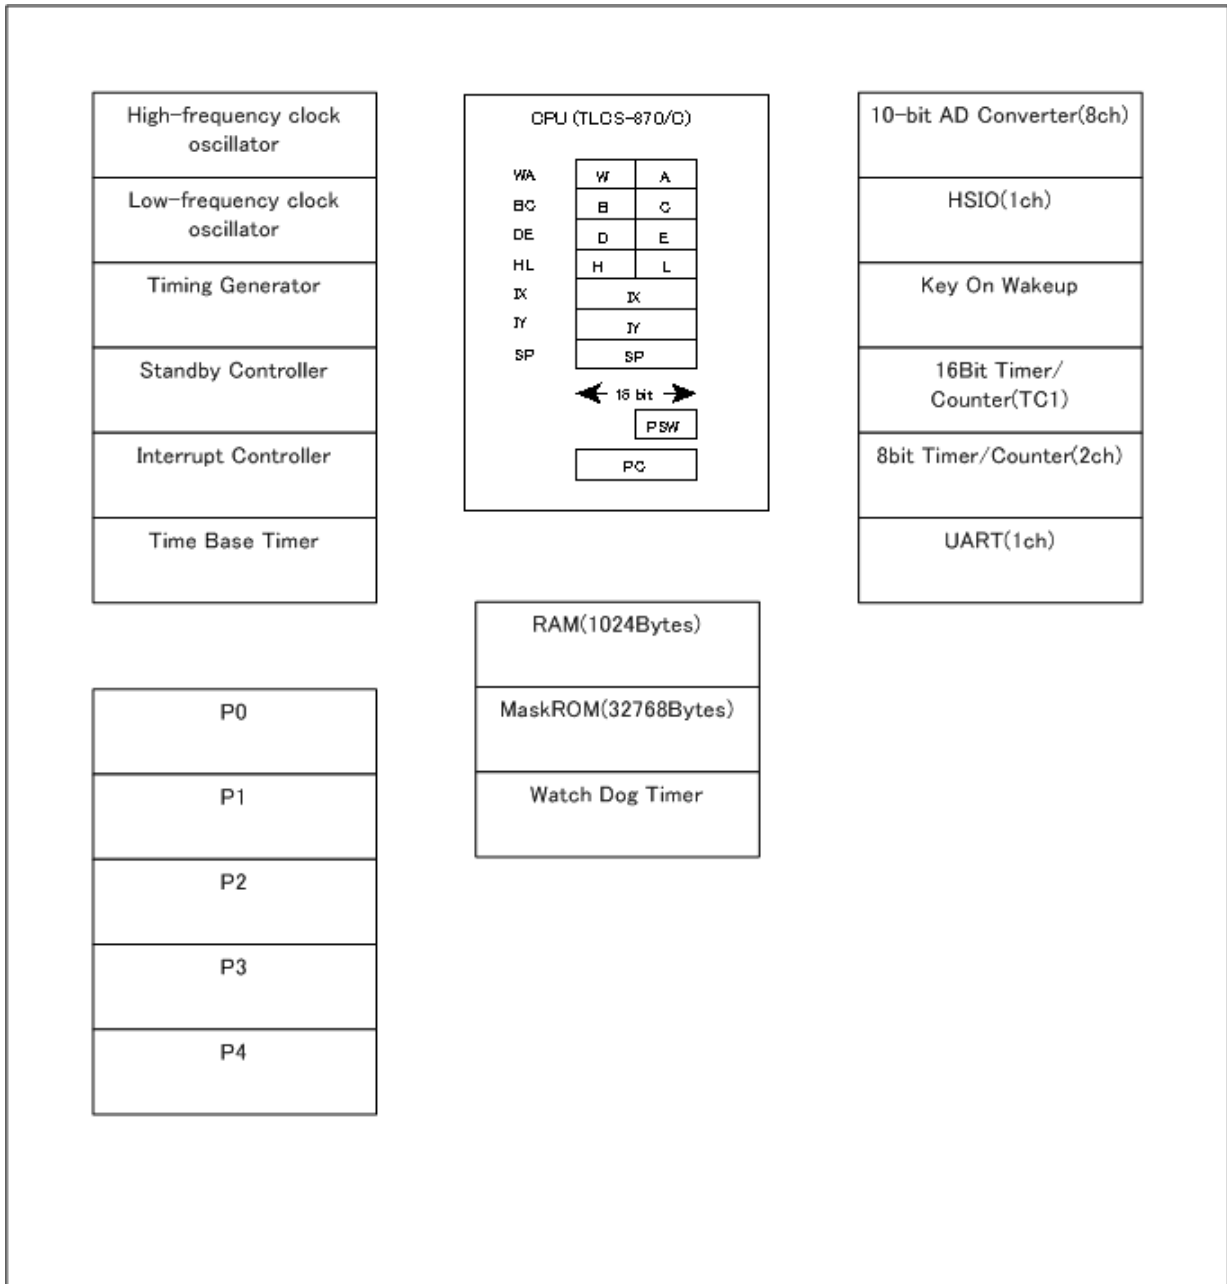 High-frequency clock
oscillator
Low-frequency clock
oscillator
Timing Generator
Standby Controller
Interrupt Controller
Time Base Timer
P0
P1
P2
P3
P4
CPU (TLCS-870/C)
WA W A
BC B C
DE D E
HL H L
IX IX
IY IY
SP SP
16 bit
PSW
PC
RAM(1024Bytes)
MaskROM(32768Bytes)
Watch Dog Timer
10-bit AD Converter(8ch)
HSIO(1ch)
Key On Wakeup
16Bit Timer/
Counter(TC1)
8bit Timer/Counter(2ch)
UART(1ch)